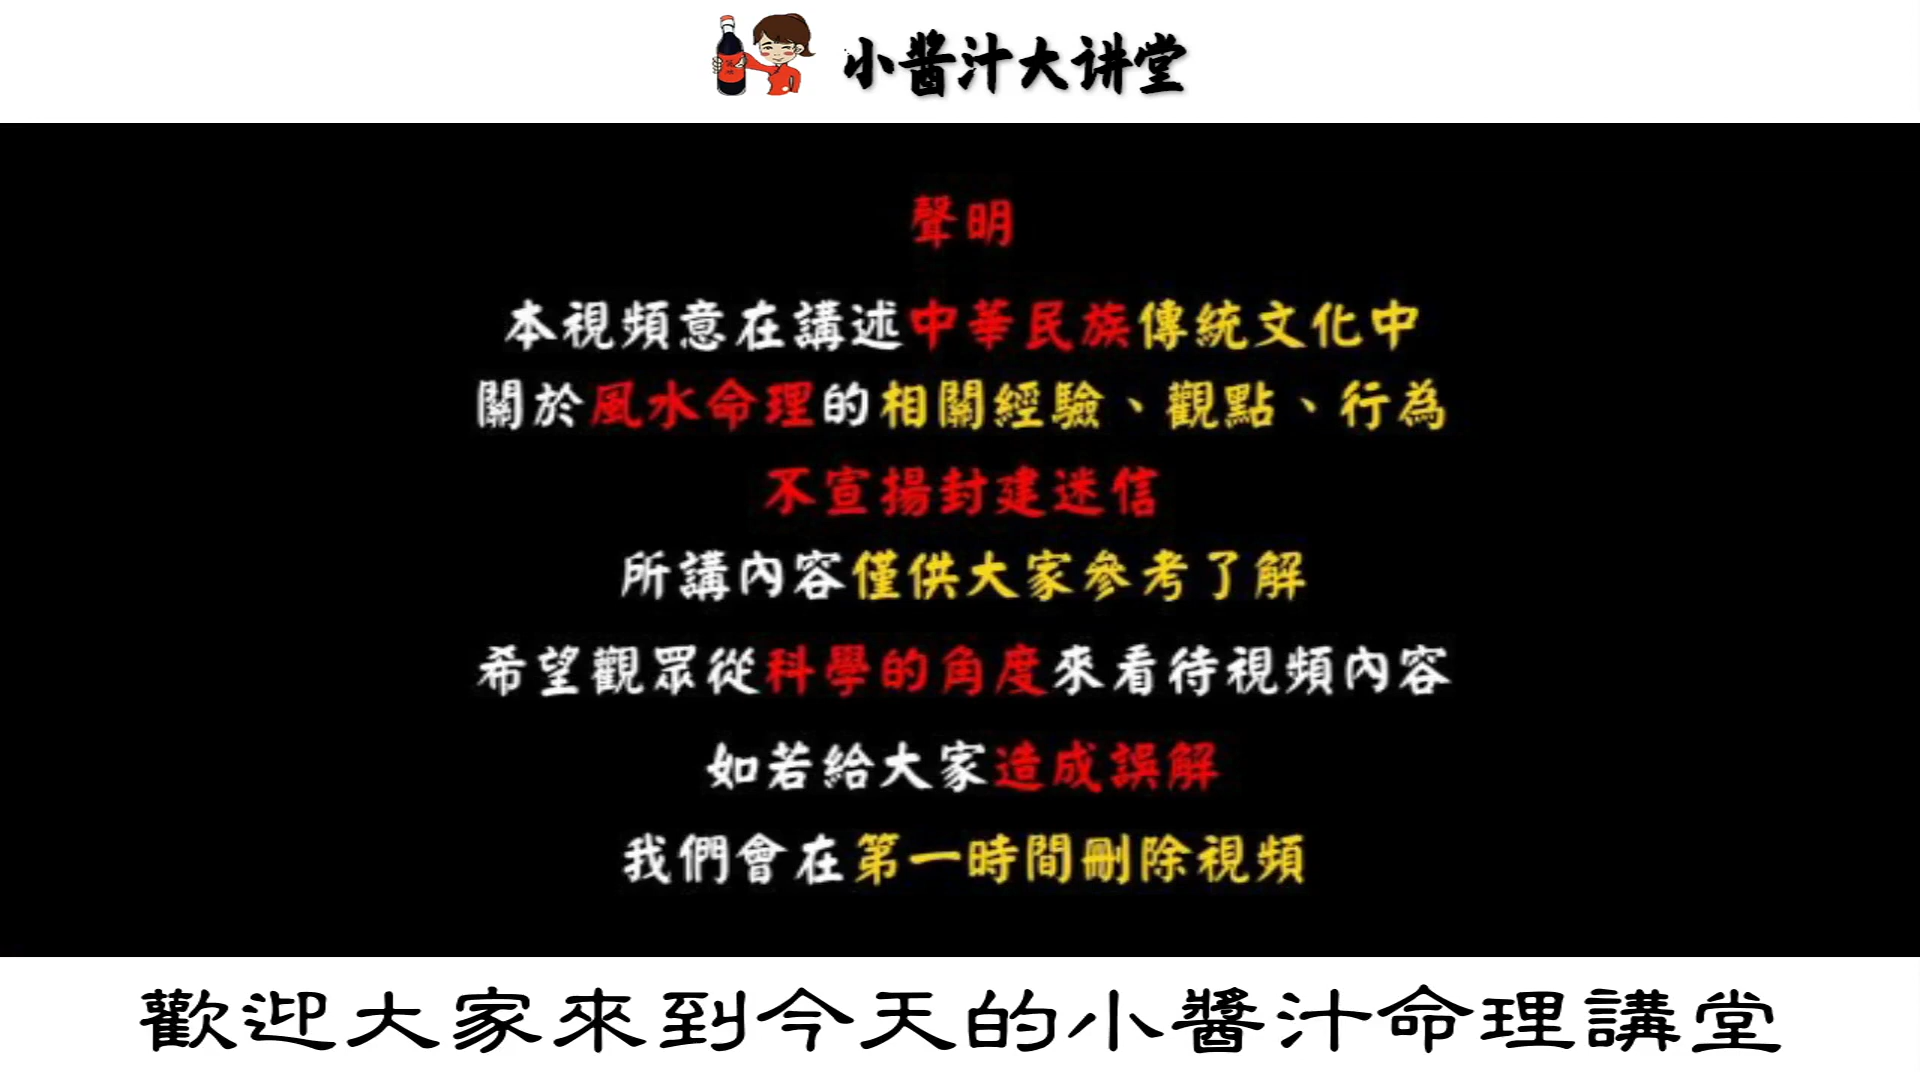 小醬汁大讲堂
聲明
本視頻意在講述中華民族傳統文化中
關於風水命理的相關經驗、觀點、行為
不宣揚封建迷信
所講內容僅供大家參考了解
希望觀眾從科學的角度來看待視頻內容
如若給大家造成誤解
我們會在第一時間刪除視頻
歡迎大家來到今天的小醬汁命理講堂